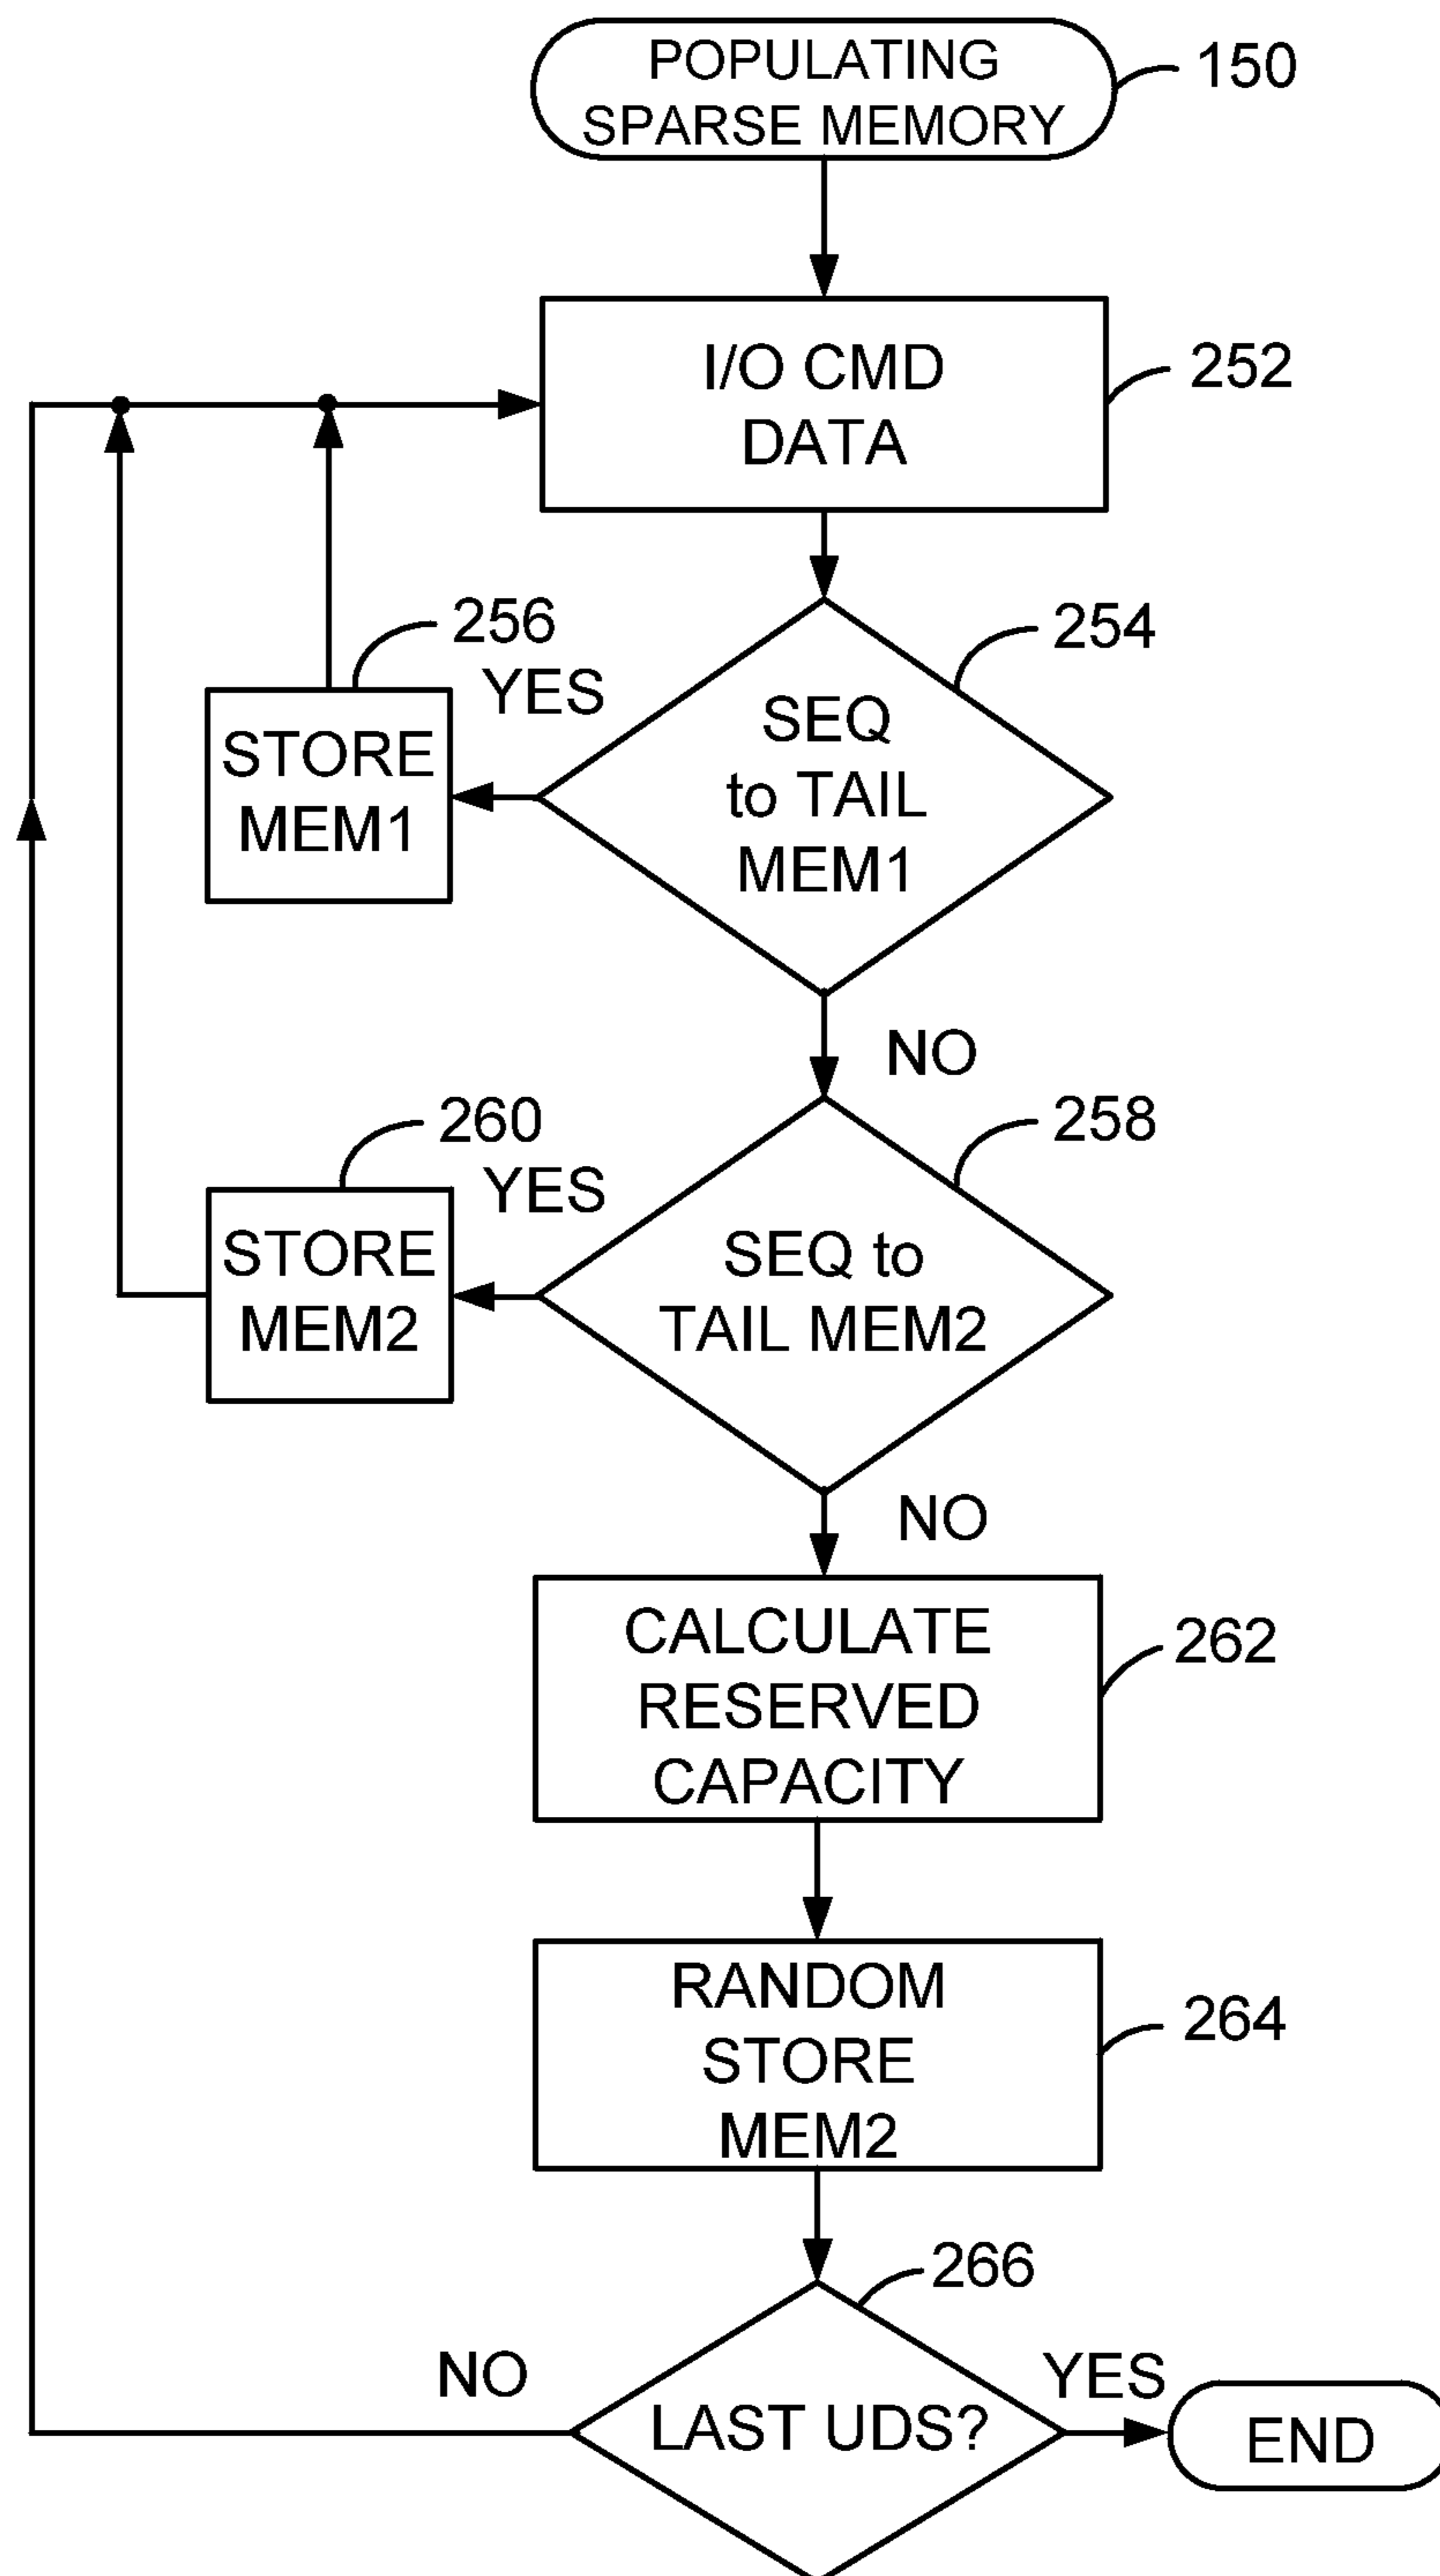 POPULATING
SPARSE MEMORY
150
I/O CMD
DATA
252
256
YES
254
STORE
MEM1
SEQ
to TAIL
MEM1
NO
260
YES
258
STORE
MEM2
SEQ to
TAIL MEM2
NO
CALCULATE
RESERVED
CAPACITY
262
RANDOM
STORE
MEM2
264
266
NO
LAST UDS?
YES
END